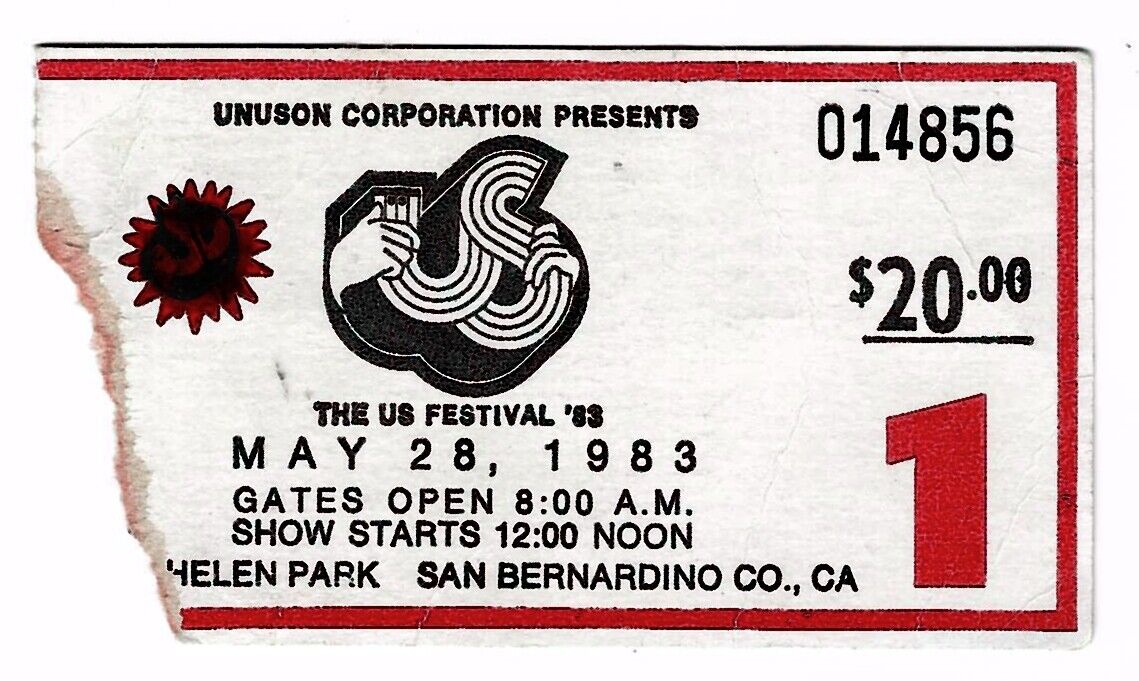 UNUSON CORPORATION PRESENTS
014856
US
$20.00
THE US FESTIVAL '83
MAY 28, 1983
GATES OPEN 8:00 A.M.
SHOW STARTS 12:00 NOON
HELEN PARK SAN BERNARDINO CO., CA
1